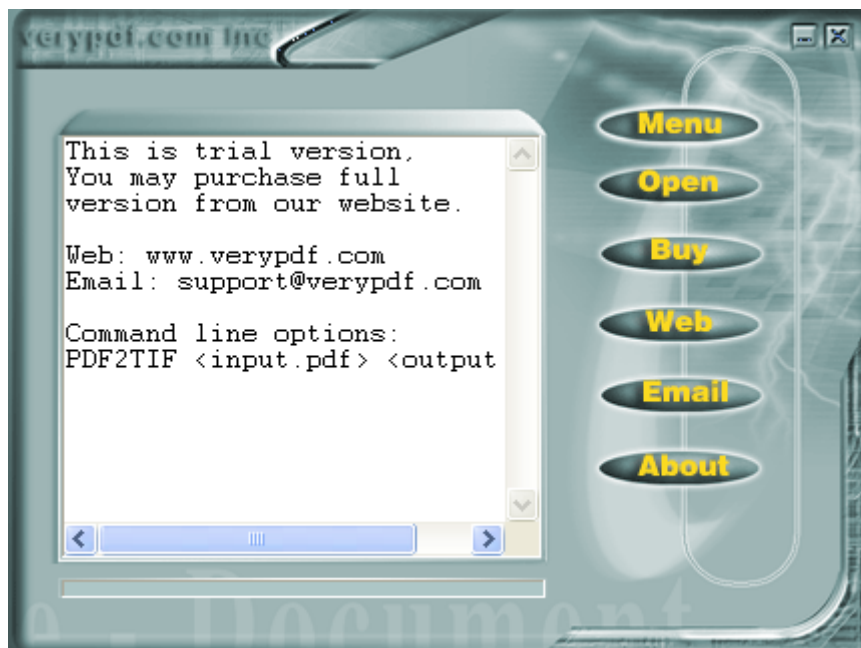 verypdf.com Inc
This is trial version,
You may purchase full
version from our website.
Web: www.verypdf.com
Email: support@verypdf.com
Command line options:
PDF2TIF <input.pdf> <output
Menu
Open
Buy
Web
Email
About
e - Document